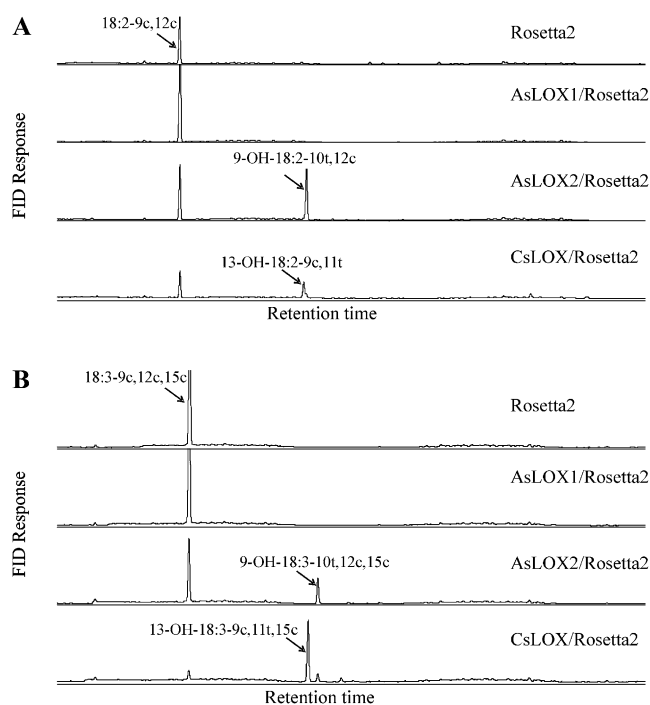 A
18:2-9c,12c
Rosetta2
AsLOX1/Rosetta2
9-OH-18:2-10t,12c
AsLOX2/Rosetta2
13-OH-18:2-9c,11t
CsLOX/Rosetta2
FID Response
Retention time
B
18:3-9c,12c,15c
Rosetta2
AsLOX1/Rosetta2
9-OH-18:3-10t,12c,15c
AsLOX2/Rosetta2
13-OH-18:3-9c,11t,15c
CsLOX/Rosetta2
FID Response
Retention time